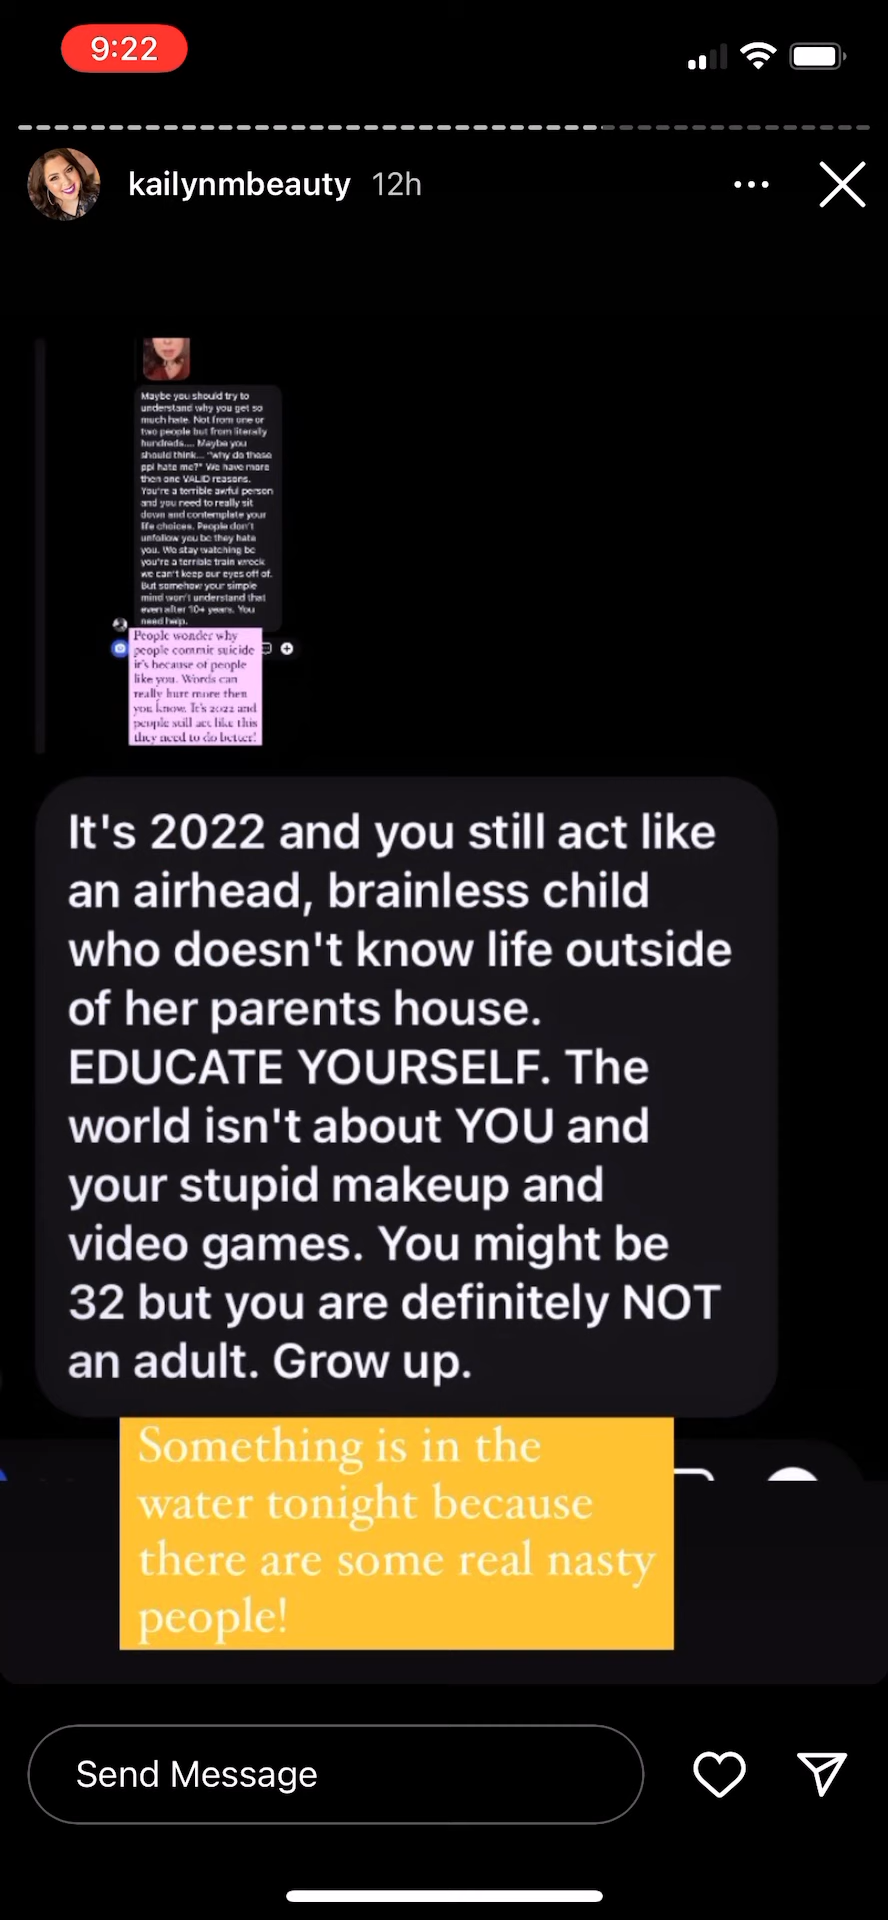 9:22
kailynmbeauty 12h
Maybe you should try to
understand why you get so
much hate. Not from one or
two people but from literally
hundreds.... Maybe you
should think... "why do these
ppl hate me?" We have more
then one VALID reasons.
You're a terrible awful person
and you need to really sit
down and contemplate your
life choices. People don't
unfollow you bc they hate
you. We stay watching bc
you're a terrible train wreck
we can't keep our eyes off of.
But somehow your simple
mind won't understand that
even after 10+ years. You
need help.
People wonder why
people commit suicide
it's because of people
like you. Words can
really hurt more then
you know. It's 2022 and
people still act like this
they need to do better!
It's 2022 and you still act like
an airhead, brainless child
who doesn't know life outside
of her parents house.
EDUCATE YOURSELF. The
world isn't about YOU and
your stupid makeup and
video games. You might be
32 but you are definitely NOT
an adult. Grow up.
Something is in the
water tonight because
there are some real nasty
people!
Send Message